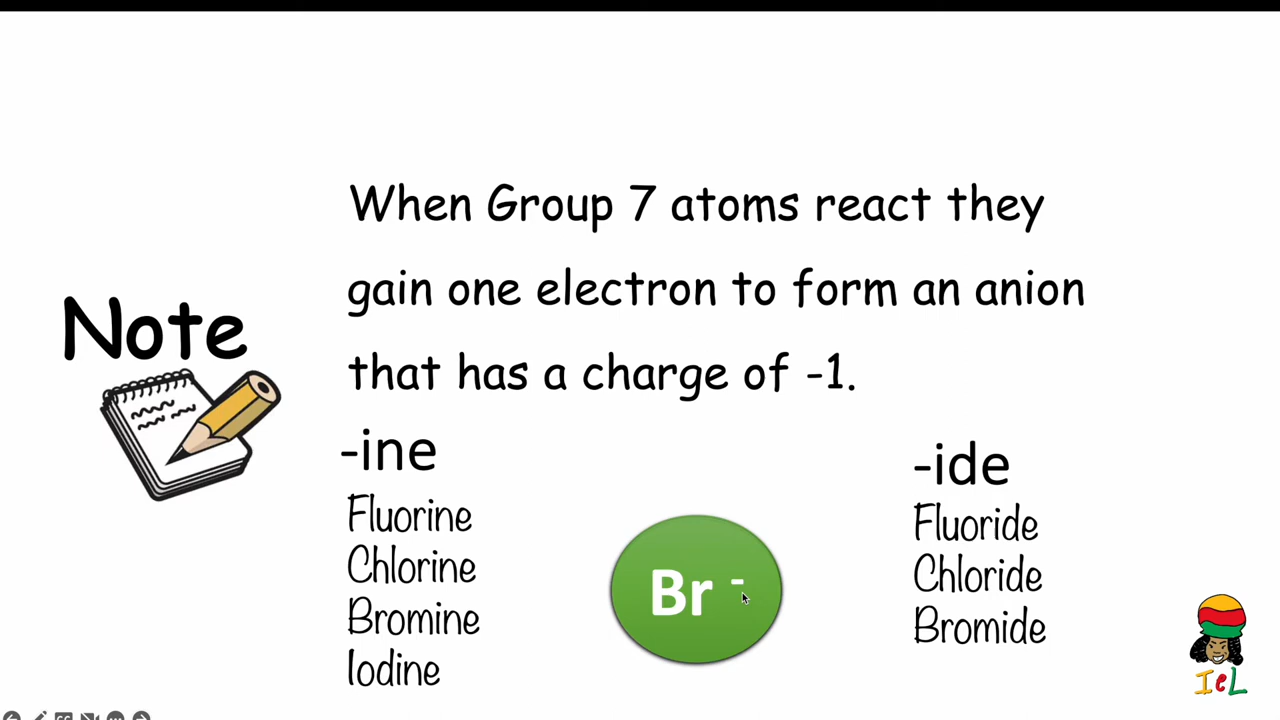 When Group 7 atoms react they
gain one electron to form an anion
that has a charge of -1.
Note
-ine
Fluorine
Chlorine
Bromine
Iodine
Br -
-ide
Fluoride
Chloride
Bromide
IeL